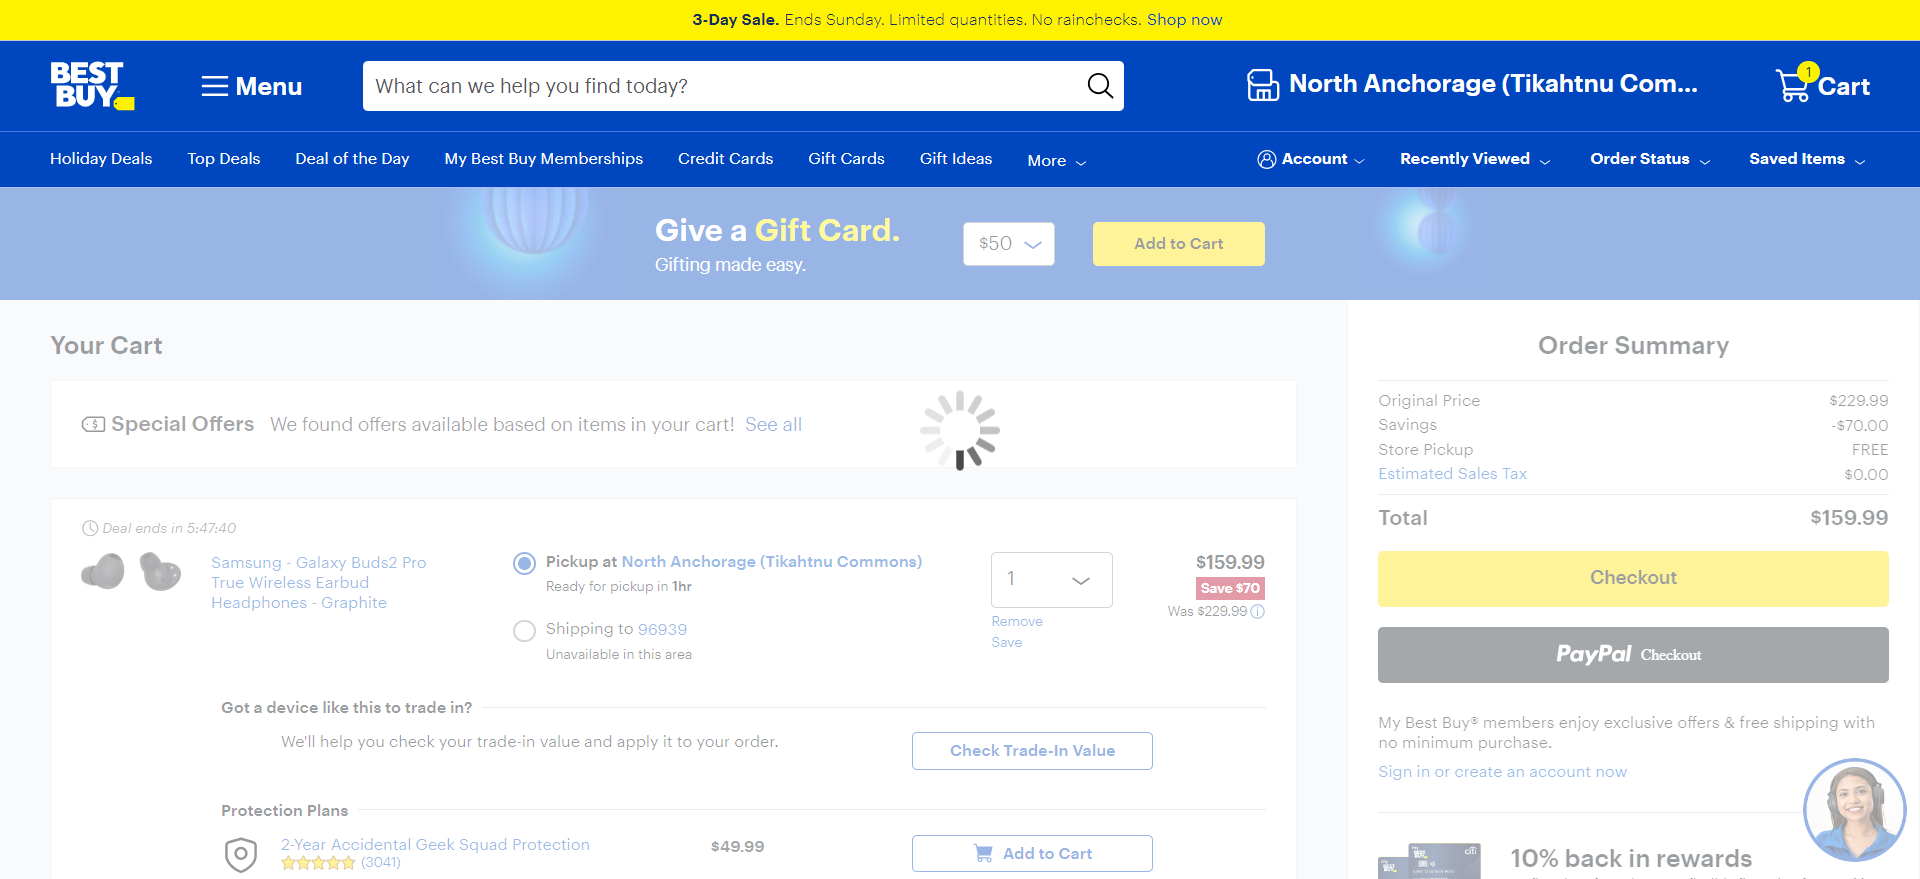 3-Day Sale. Ends Sunday. Limited quantities. No rainchecks. Shop now
BEST BUY
Menu
What can we help you find today?
North Anchorage (Tikahtnu Com...
1
Cart
Holiday Deals
Top Deals
Deal of the Day
My Best Buy Memberships
Credit Cards
Gift Cards
Gift Ideas
More
Account
Recently Viewed
Order Status
Saved Items
Give a Gift Card.
Gifting made easy.
$50
Add to Cart
Your Cart
Special Offers We found offers available based on items in your cart! See all
Deal ends in 5:47:40
Samsung - Galaxy Buds2 Pro
True Wireless Earbud
Headphones - Graphite
Pickup at North Anchorage (Tikahtnu Commons)
Ready for pickup in 1hr
Shipping to 96939
Unavailable in this area
1
Remove
Save
$159.99
Save $70
Was $229.99
Got a device like this to trade in?
We'll help you check your trade-in value and apply it to your order.
Check Trade-In Value
Protection Plans
2-Year Accidental Geek Squad Protection
(3041)
$49.99
Add to Cart
Order Summary
Original Price $229.99
Savings -$70.00
Store Pickup FREE
Estimated Sales Tax $0.00
Total $159.99
Checkout
PayPal Checkout
My Best Buy® members enjoy exclusive offers & free shipping with
no minimum purchase.
Sign in or create an account now
10% back in rewards
citi